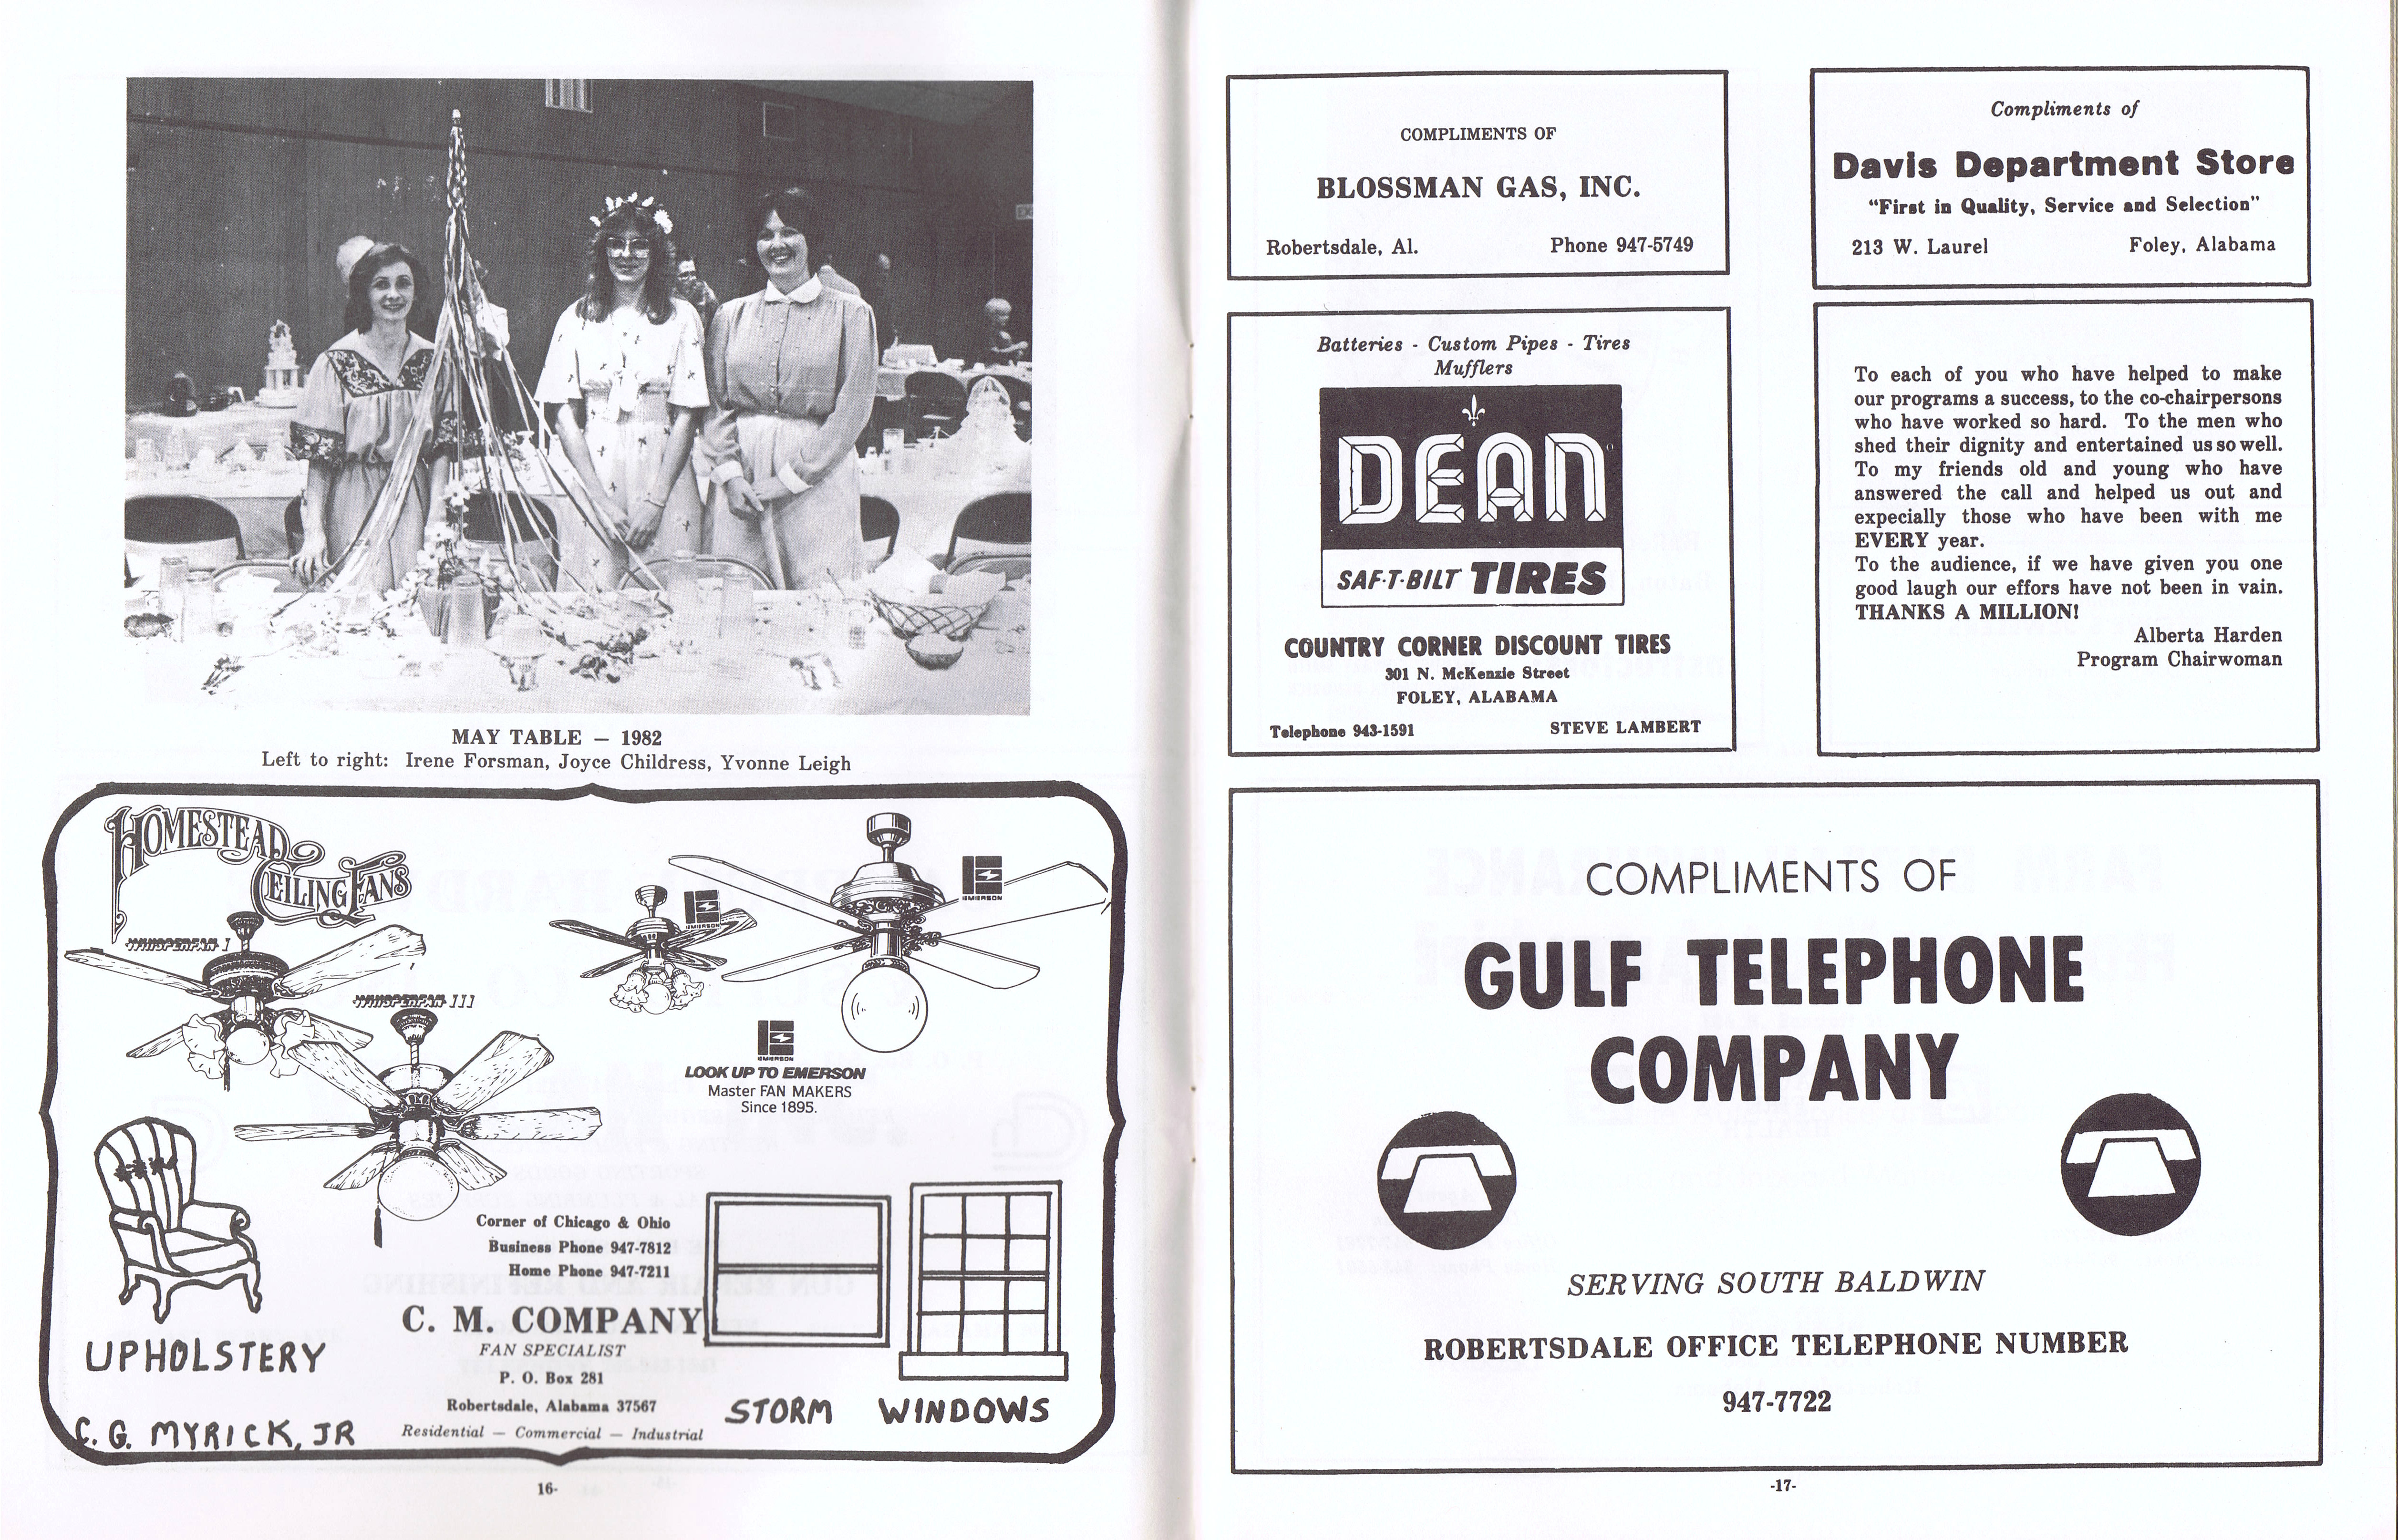 MAY TABLE — 1982
Left to right: Irene Forsman, Joyce Childress, Yvonne Leigh
HOMESTEAD
CEILING FANS
WHISPERFAN I
WHISPERFAN III
EMERSON
EMERSON
EMERSON
LOOK UP TO EMERSON
Master FAN MAKERS
Since 1895.
Corner of Chicago & Ohio
Business Phone 947-7812
Home Phone 947-7211
C. M. COMPANY
FAN SPECIALIST
P. O. Box 281
Robertsdale, Alabama 37567
Residential — Commercial — Industrial
UPHOLSTERY
C. G. MYRICK, JR
STORM WINDOWS
16-
COMPLIMENTS OF
BLOSSMAN GAS, INC.
Robertsdale, Al. Phone 947-5749
Compliments of
Davis Department Store
"First in Quality, Service and Selection"
213 W. Laurel Foley, Alabama
Batteries - Custom Pipes - Tires
Mufflers
DEAN
SAF-T-BILT TIRES
COUNTRY CORNER DISCOUNT TIRES
301 N. McKenzie Street
FOLEY, ALABAMA
Telephone 943-1591 STEVE LAMBERT
To each of you who have helped to make
our programs a success, to the co-chairpersons
who have worked so hard. To the men who
shed their dignity and entertained us so well.
To my friends old and young who have
answered the call and helped us out and
expecially those who have been with me
EVERY year.
To the audience, if we have given you one
good laugh our effors have not been in vain.
THANKS A MILLION!
Alberta Harden
Program Chairwoman
COMPLIMENTS OF
GULF TELEPHONE
COMPANY
SERVING SOUTH BALDWIN
ROBERTSDALE OFFICE TELEPHONE NUMBER
947-7722
-17-